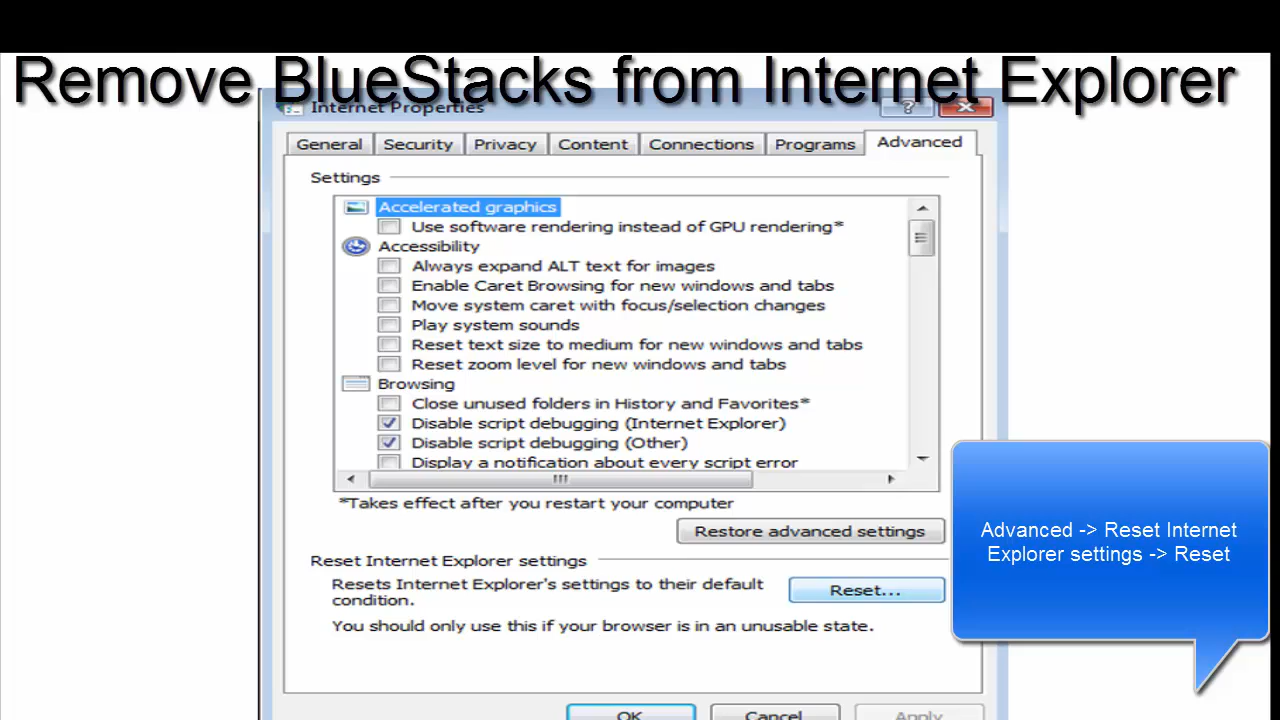 Remove BlueStacks from Internet Explorer
Internet Properties
General Security Privacy Content Connections Programs Advanced
Settings
Accelerated graphics
Use software rendering instead of GPU rendering*
Accessibility
Always expand ALT text for images
Enable Caret Browsing for new windows and tabs
Move system caret with focus/selection changes
Play system sounds
Reset text size to medium for new windows and tabs
Reset zoom level for new windows and tabs
Browsing
Close unused folders in History and Favorites*
Disable script debugging (Internet Explorer)
Disable script debugging (Other)
Display a notification about every script error
*Takes effect after you restart your computer
Restore advanced settings
Reset Internet Explorer settings
Resets Internet Explorer's settings to their default
condition.
Reset...
You should only use this if your browser is in an unusable state.
Advanced -> Reset Internet
Explorer settings -> Reset
OK Cancel Apply